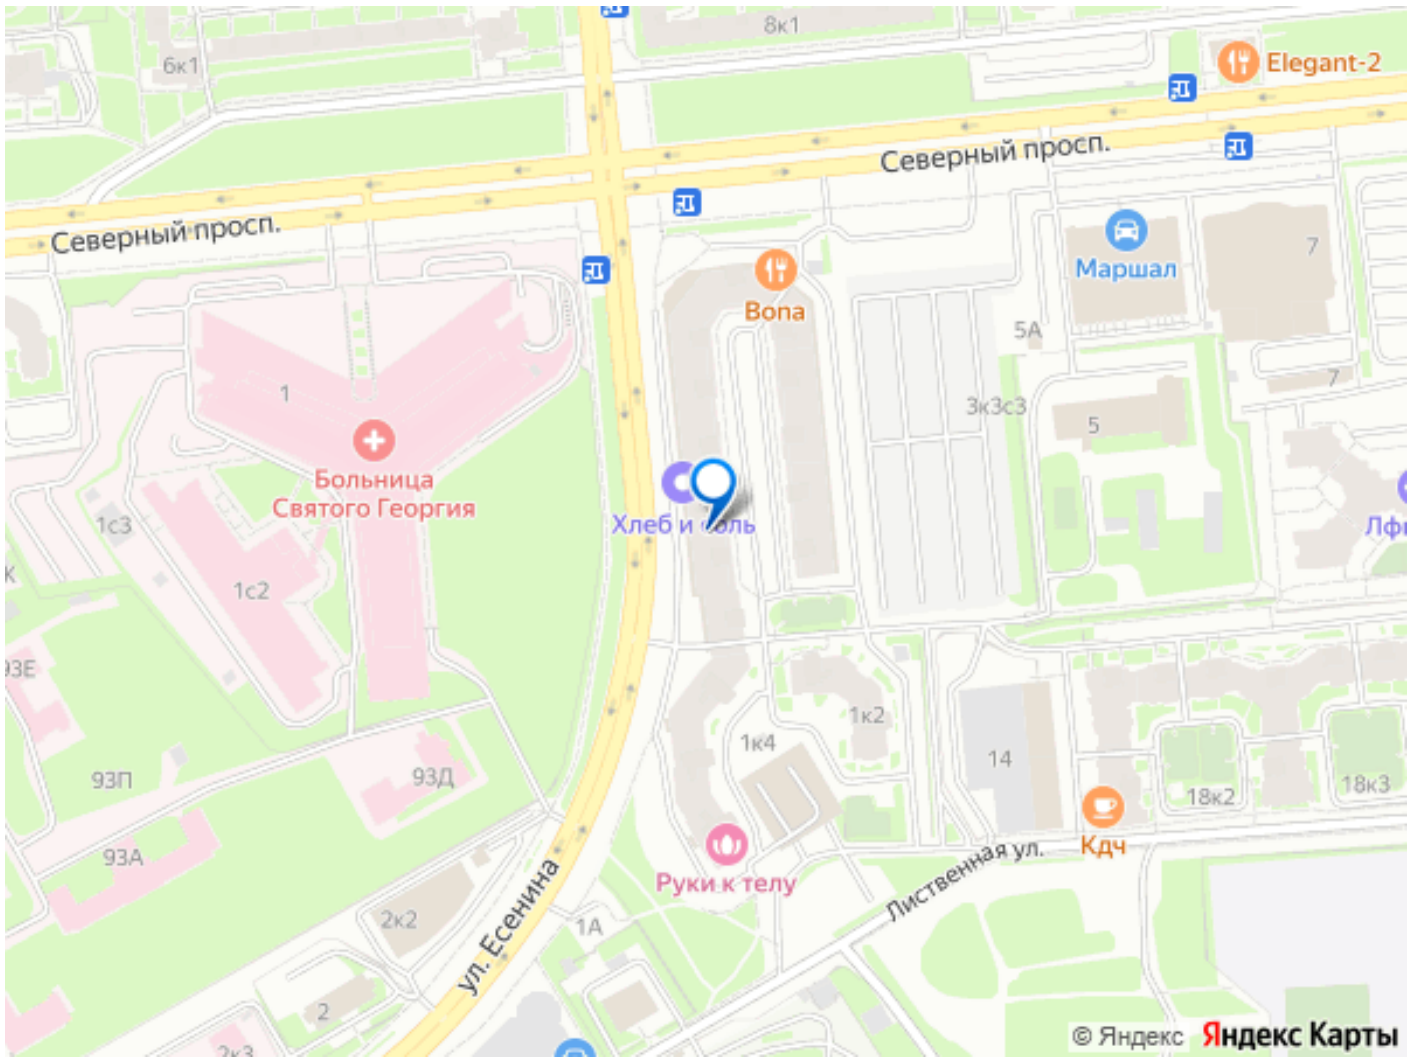 8к1
6к1
Elegant-2
Северный просп.
Северный просп.
Маршал
7
Bona
5А
7
1
3к3с3
5
Больница
Святого Георгия
Хлеб и
1с3
1с2
К
93Е
1к2
1к4
14
93П
93Д
18к3
18к2
93А
Кдч
Лиственная ул.
Руки к телу
ул. Есенина
2к2
1А
2
2к3
© Яндекс Яндекс Карты